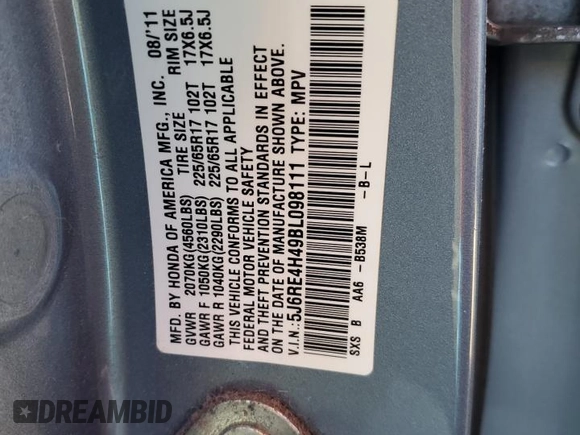 MFD. BY HONDA OF AMERICA MFG., INC. 08/'11
TIRE SIZE RIM SIZE
GVWR 2070KG(4560LBS)
GAWR F 1050KG(2310LBS) 225/65R17 102T 17X6.5J
GAWR R 1040KG(2290LBS) 225/65R17 102T 17X6.5J
THIS VEHICLE CONFORMS TO ALL APPLICABLE
FEDERAL MOTOR VEHICLE SAFETY
AND THEFT PREVENTION STANDARDS IN EFFECT
ON THE DATE OF MANUFACTURE SHOWN ABOVE.
V.I.N.:5J6RE4H49BL098111 TYPE: MPV
SXS B AA6 -B538M -B-L
DREAMBID